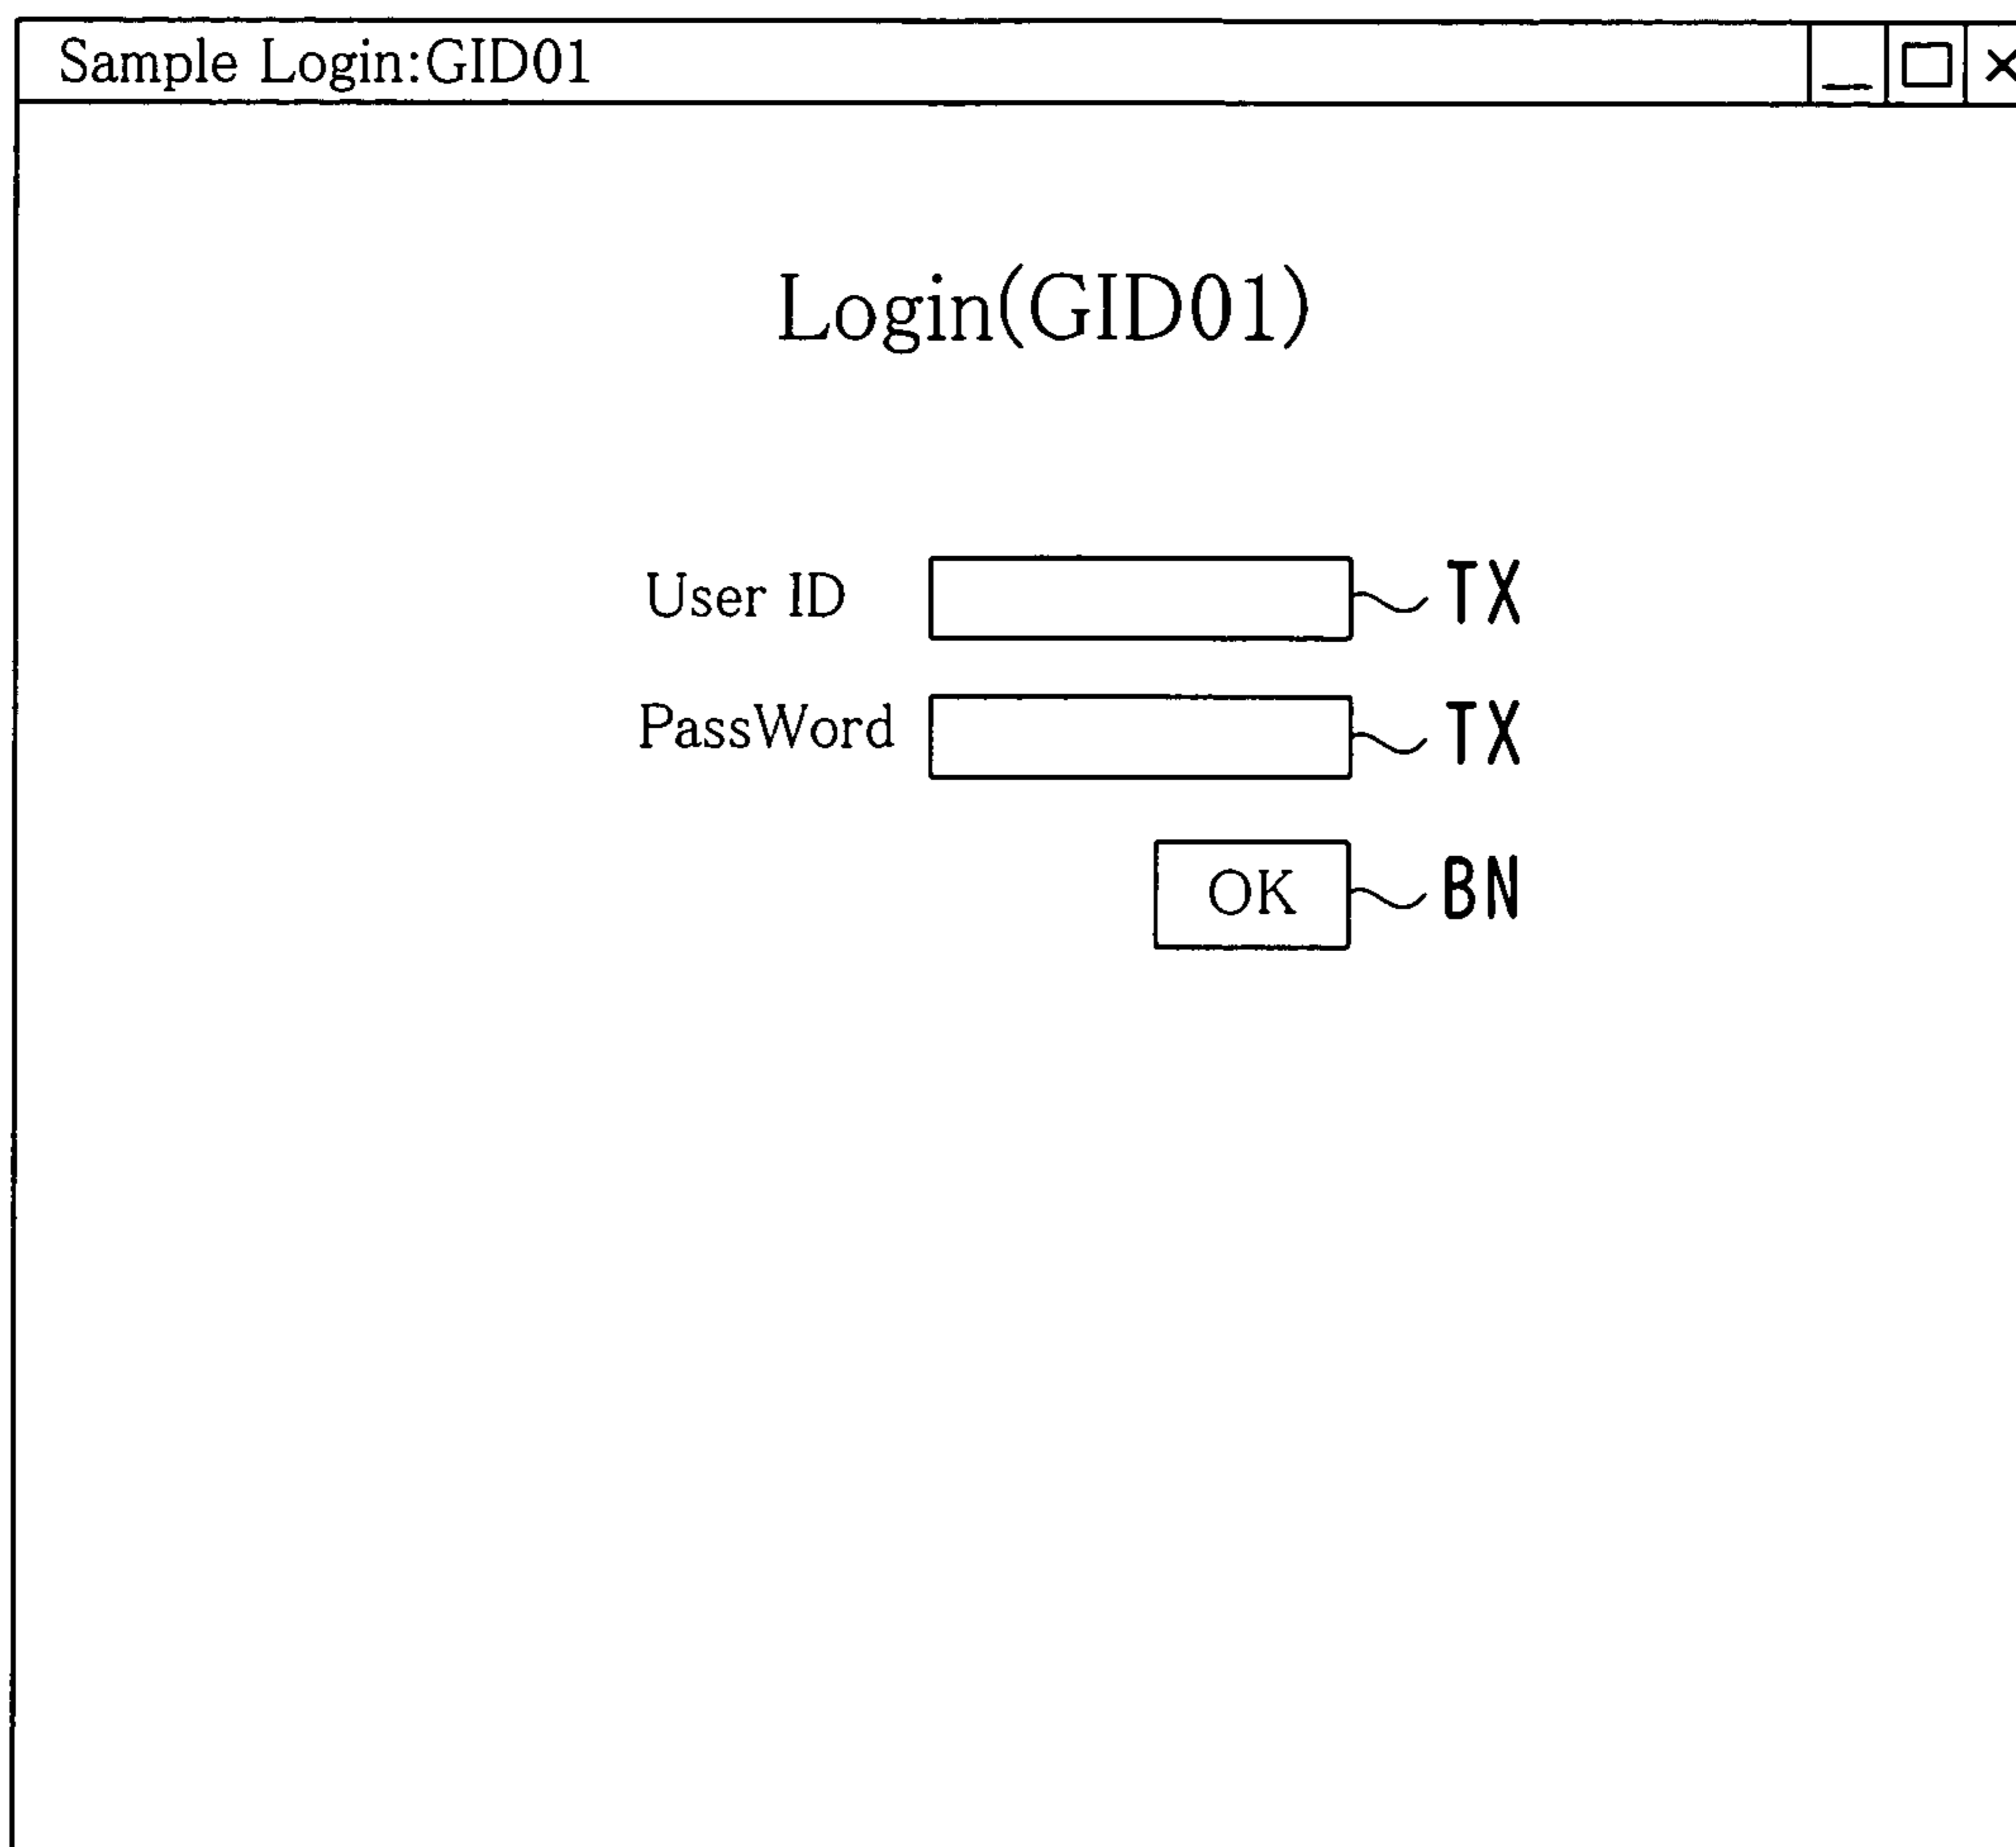 Sample Login:GID01
Login(GID01)
User ID TX
PassWord TX
OK BN